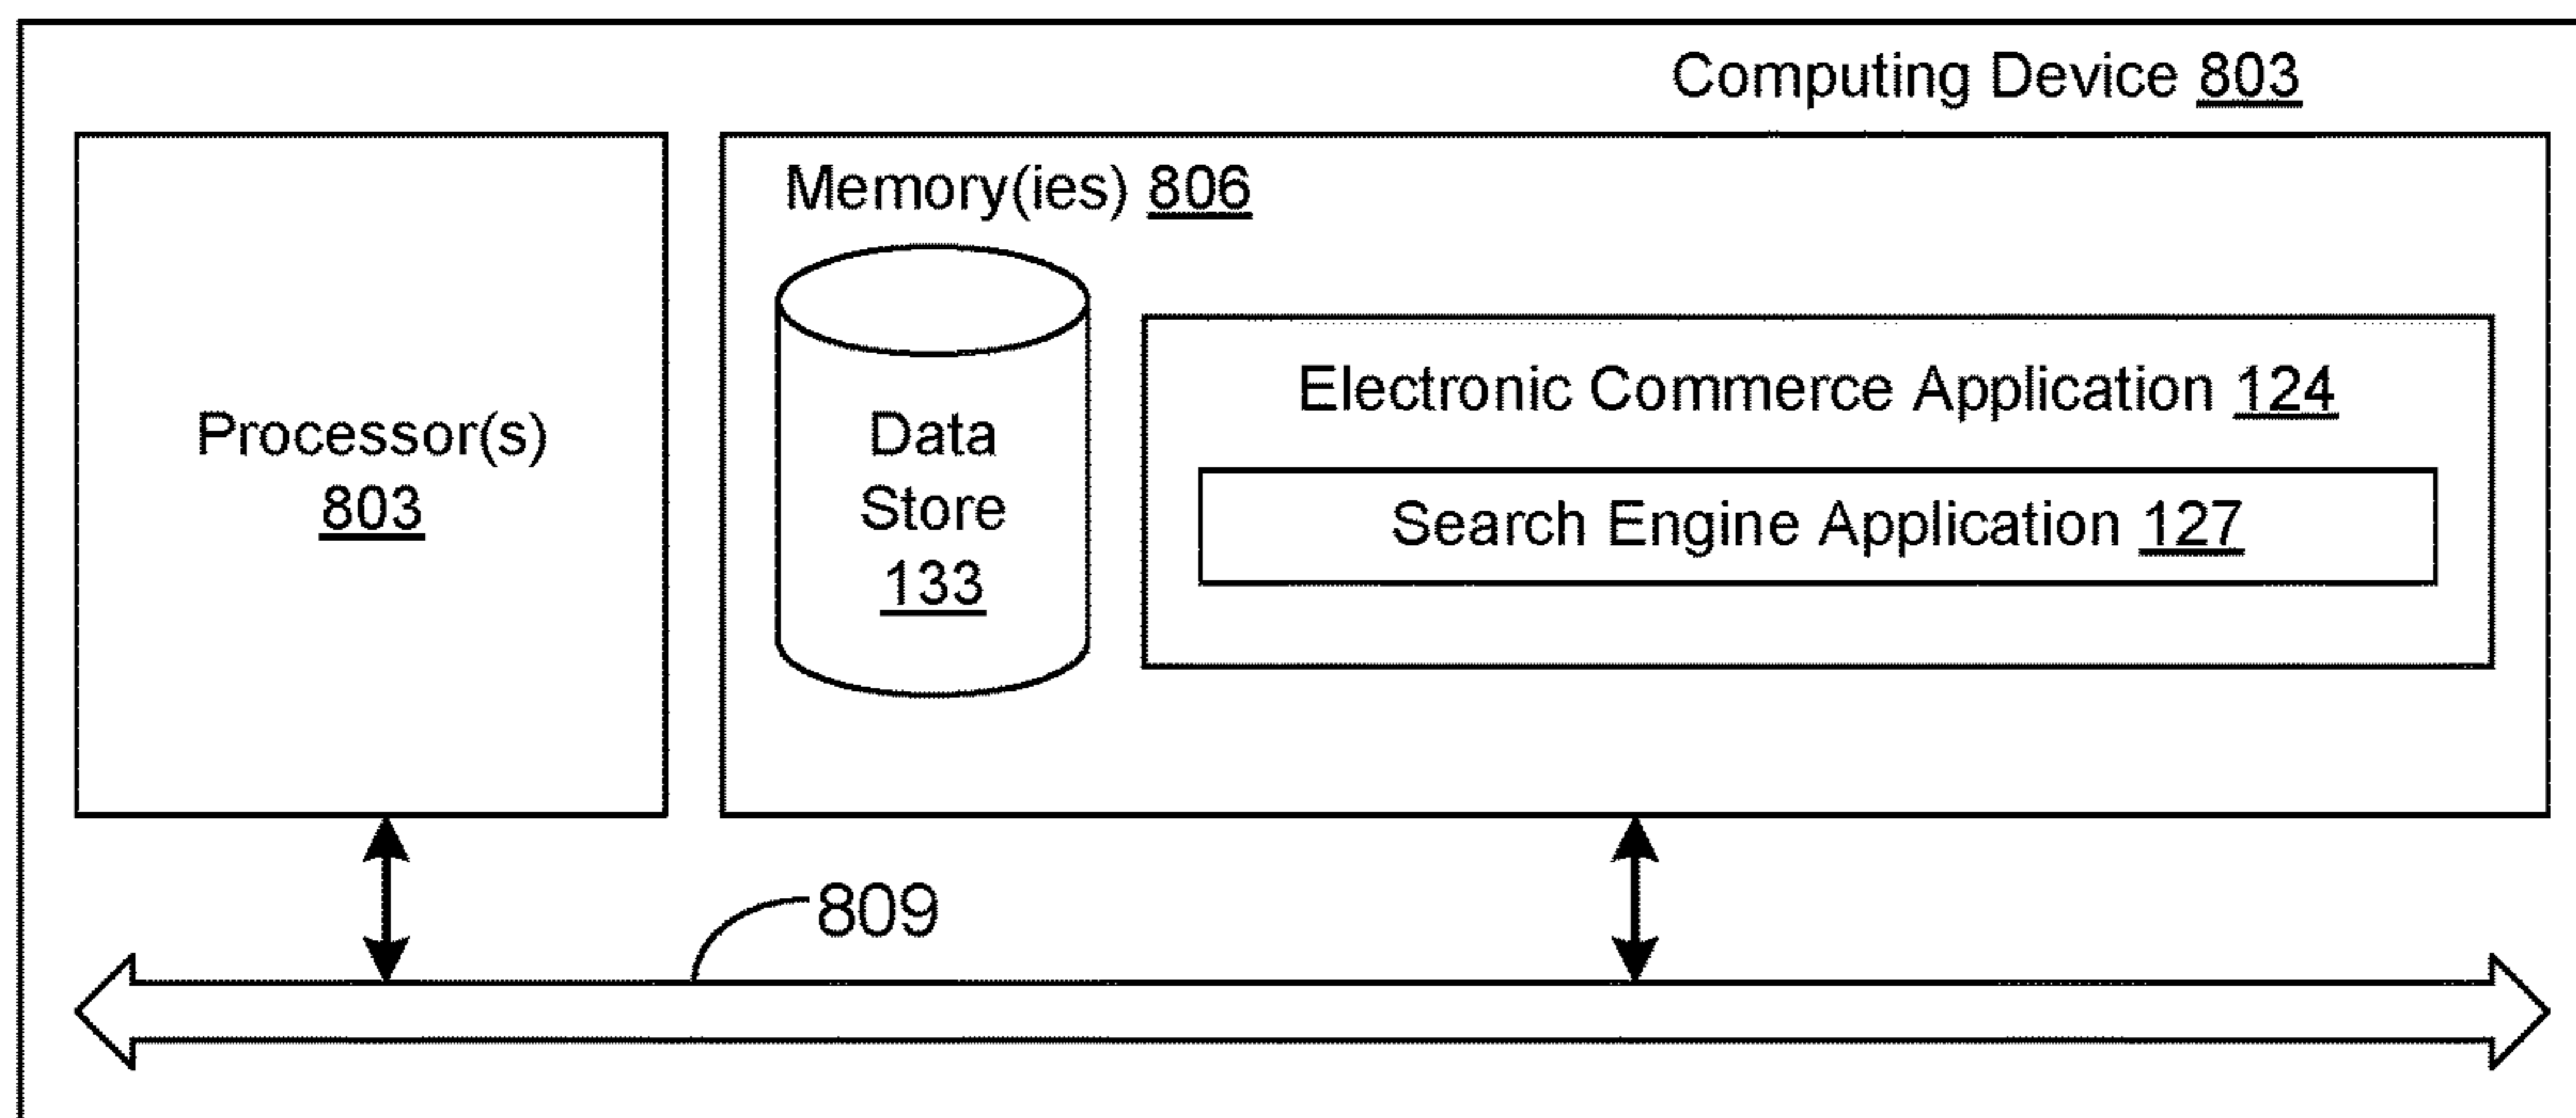 Computing Device 803
Memory(ies) 806
Processor(s)
803
Data
Store
133
Electronic Commerce Application 124
Search Engine Application 127
809